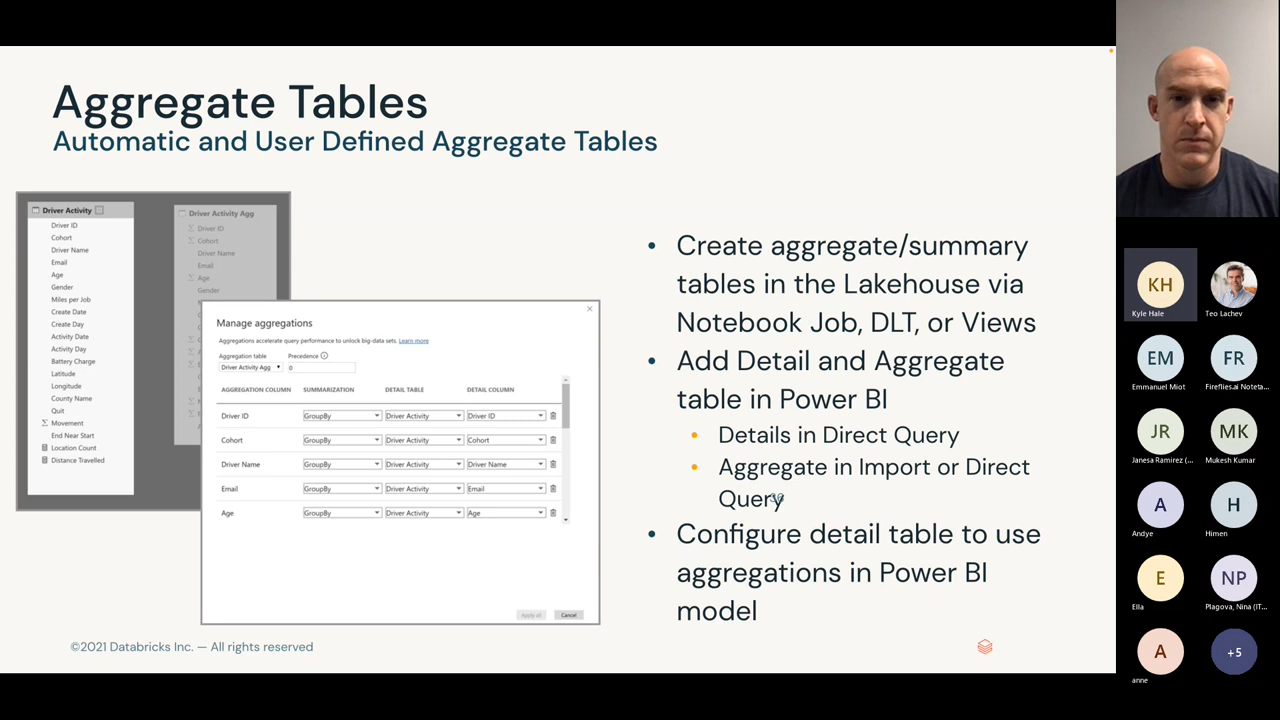 Aggregate Tables
Automatic and User Defined Aggregate Tables
Driver Activity
Driver ID
Cohort
Driver Name
Email
Age
Gender
Miles per Job
Create Date
Create Day
Activity Date
Activity Day
Battery Charge
Latitude
Longitude
County Name
Quit
Movement
End Near Start
Location Count
Distance Travelled
Driver Activity Agg
Driver ID
Cohort
Driver Name
Email
Age
Gender
Manage aggregations
Aggregations accelerate query performance to unlock big-data sets. Learn more
Aggregation table Precedence
Driver Activity Agg 0
AGGREGATION COLUMN SUMMARIZATION DETAIL TABLE DETAIL COLUMN
Driver ID GroupBy Driver Activity Driver ID
Cohort GroupBy Driver Activity Cohort
Driver Name GroupBy Driver Activity Driver Name
Email GroupBy Driver Activity Email
Age GroupBy Driver Activity Age
Apply all Cancel
• Create aggregate/summary
tables in the Lakehouse via
Notebook Job, DLT, or Views
• Add Detail and Aggregate
table in Power BI
• Details in Direct Query
• Aggregate in Import or Direct
Query
• Configure detail table to use
aggregations in Power BI
model
©2021 Databricks Inc. — All rights reserved
KH
Kyle Hale
Teo Lachev
EM
Emmanuel Miot
FR
Fireflies.ai Noteta...
JR
Janesa Ramirez (...
MK
Mukesh Kumar
A
Andye
H
Himen
E
Ella
NP
Plagova, Nina (IT...
A
anne
+5